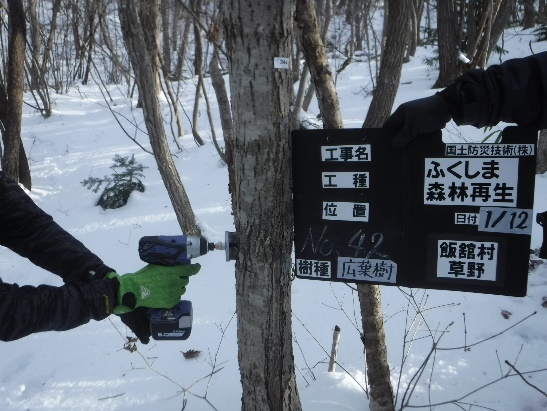 国土防災技術(株)
工事名
ふくしま
森林再生
工種
位置
日付 1/12
No. 42
樹種 広葉樹
飯舘村
草野